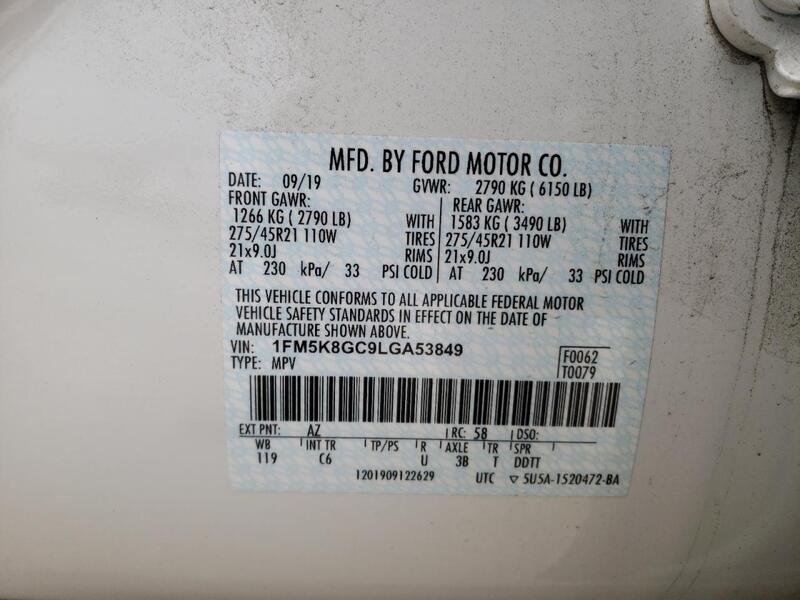 MFD. BY FORD MOTOR CO.
DATE: 09/19 GVWR: 2790 KG ( 6150 LB)
FRONT GAWR: REAR GAWR:
1266 KG ( 2790 LB) WITH 1583 KG ( 3490 LB) WITH
275/45R21 110W TIRES 275/45R21 110W TIRES
21x9.0J RIMS 21x9.0J RIMS
AT 230 kPa/ 33 PSI COLD AT 230 kPa/ 33 PSI COLD
THIS VEHICLE CONFORMS TO ALL APPLICABLE FEDERAL MOTOR
VEHICLE SAFETY STANDARDS IN EFFECT ON THE DATE OF
MANUFACTURE SHOWN ABOVE.
VIN: 1FM5K8GC9LGA53849 F0062
TYPE: MPV T0079
EXT PNT: AZ RC: 58 DSO:
WB INT TR TP/PS R AXLE TR SPR
119 C6 U 3B T DDTT
1201909122629 UTC ▽ 5U5A-1520472-BA